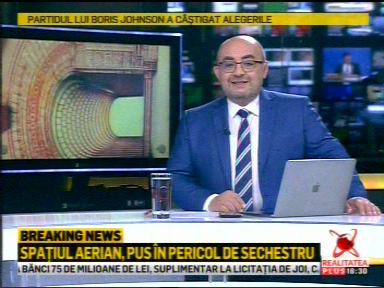 PARTIDUL LUI BORIS JOHNSON A CÂȘTIGAT ALEGERILE
BREAKING NEWS
SPAȚIUL AERIAN, PUS ÎN PERICOL DE SECHESTRU
A BĂNCI 75 DE MILIOANE DE LEI, SUPLIMENTAR LA LICITAȚIA DE JOI, C
REALITATEA
PLUS 18:30